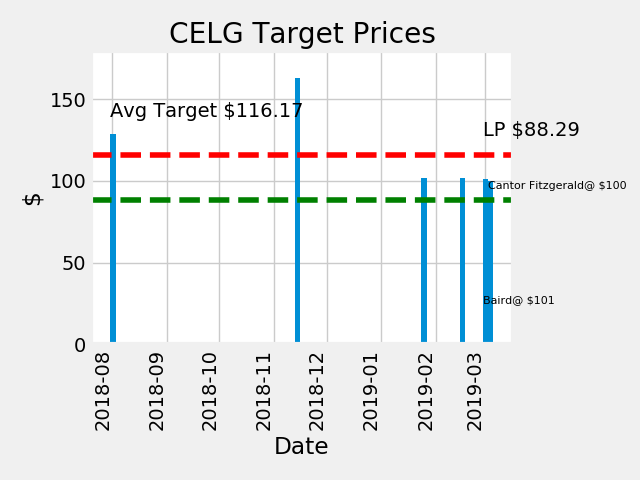 CELG Target Prices
$
150
100
50
0
Avg Target $116.17
LP $88.29
Cantor Fitzgerald@ $100
Baird@ $101
2018-08
2018-09
2018-10
2018-11
2018-12
2019-01
2019-02
2019-03
Date